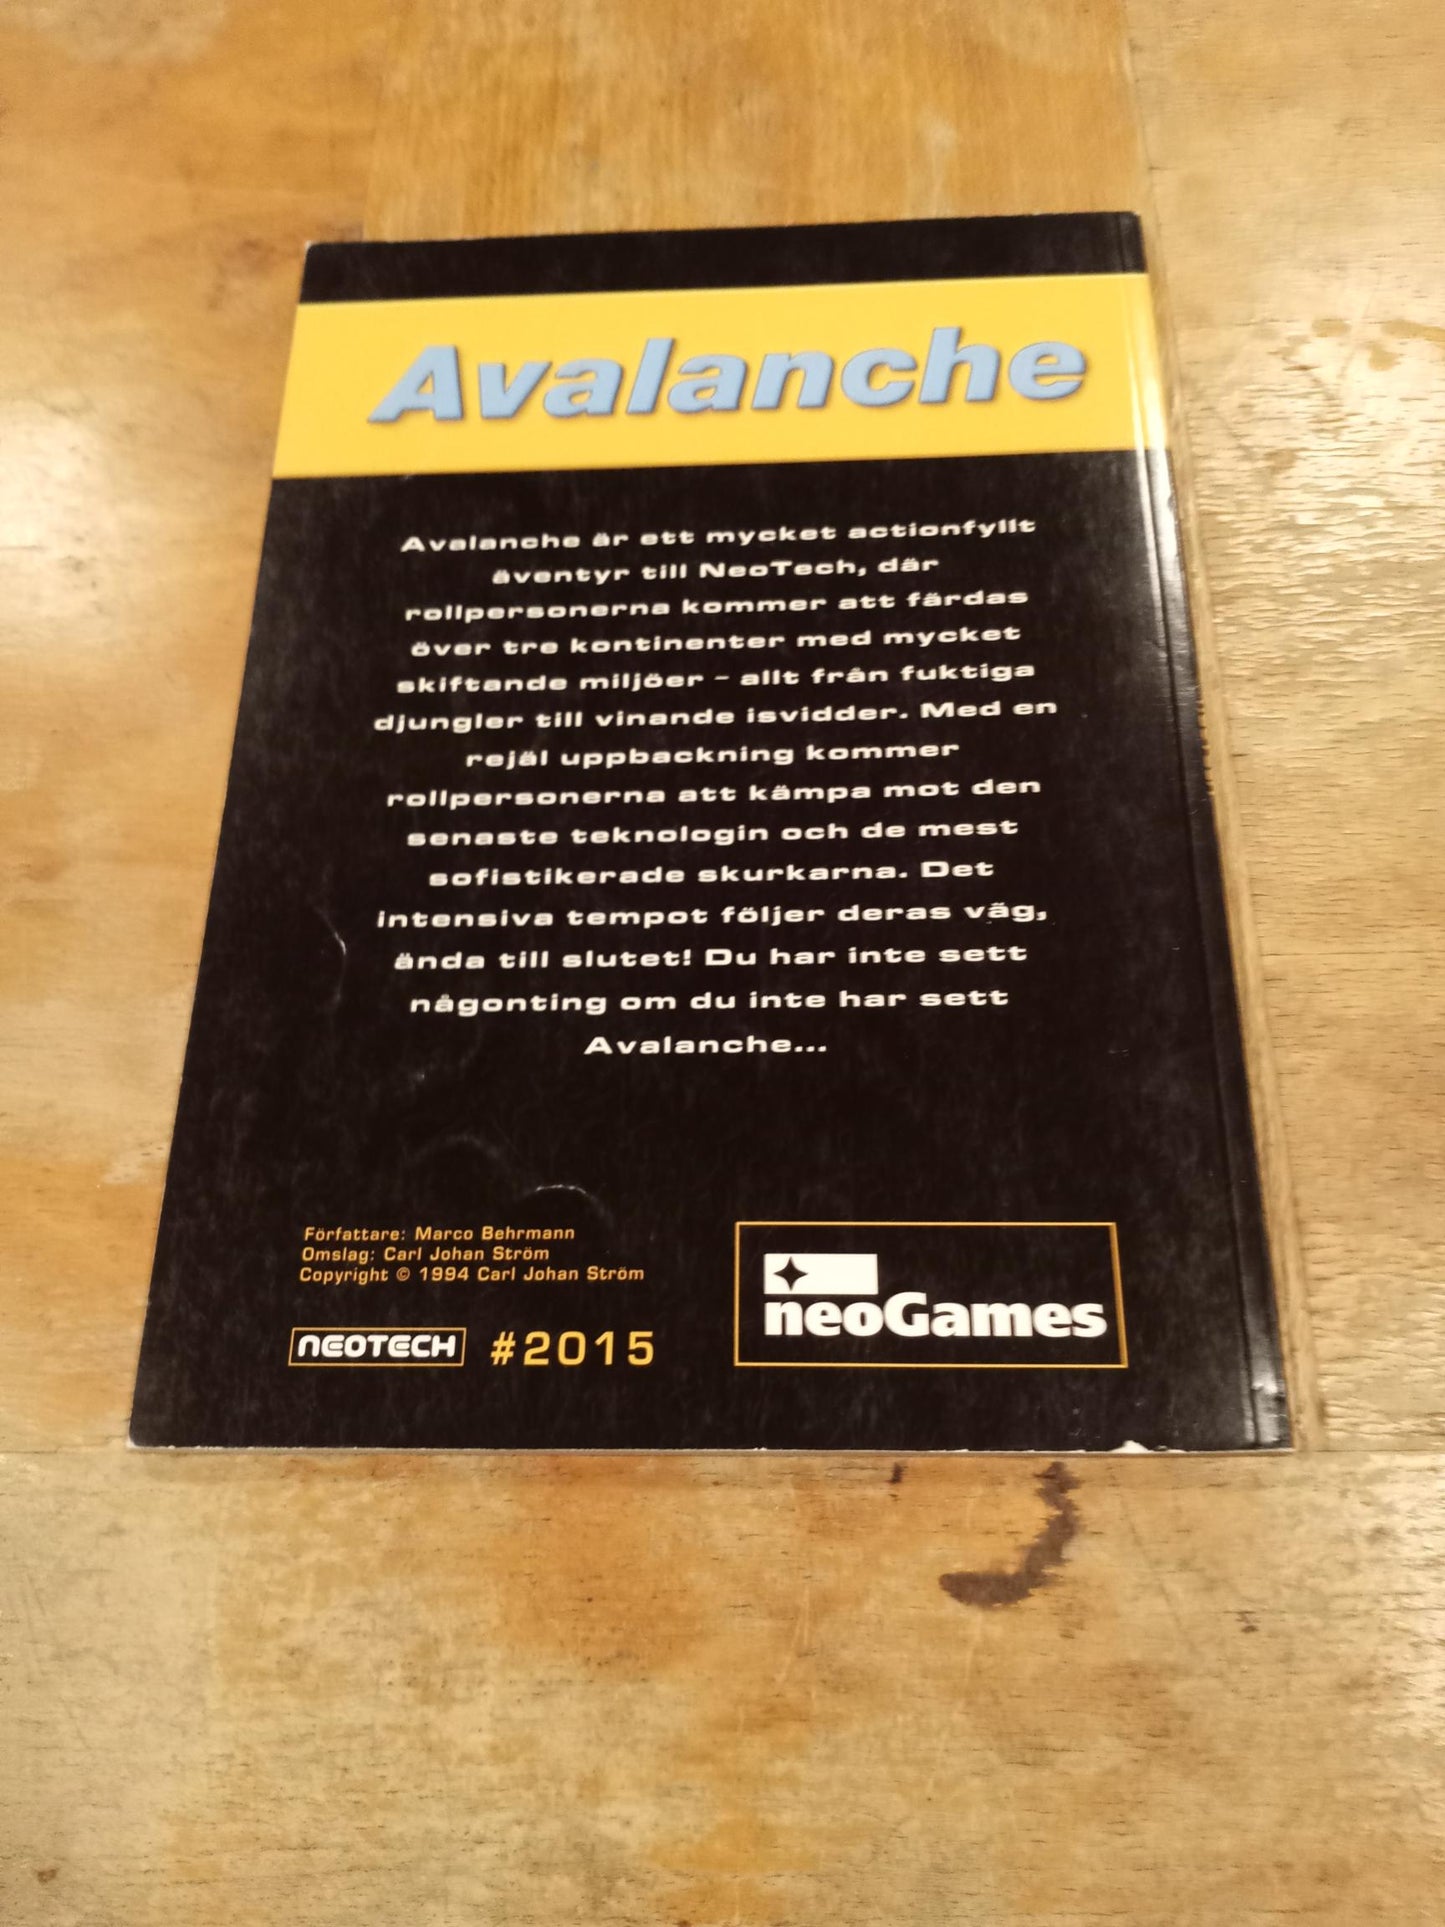 Avalanche
Avalanche är ett mycket actionfyllt
äventyr till NeoTech, där
rollpersonerna kommer att färdas
över tre kontinenter med mycket
skiftande miljöer – allt från fuktiga
djungler till vinande isvidder. Med en
rejäl uppbackning kommer
rollpersonerna att kämpa mot den
senaste teknologin och de mest
sofistikerade skurkarna. Det
intensiva tempot följer deras väg,
ända till slutet! Du har inte sett
någonting om du inte har sett
Avalanche...
Författare: Marco Behrmann
Omslag: Carl Johan Ström
Copyright © 1994 Carl Johan Ström
NEOTECH #2015
neoGames